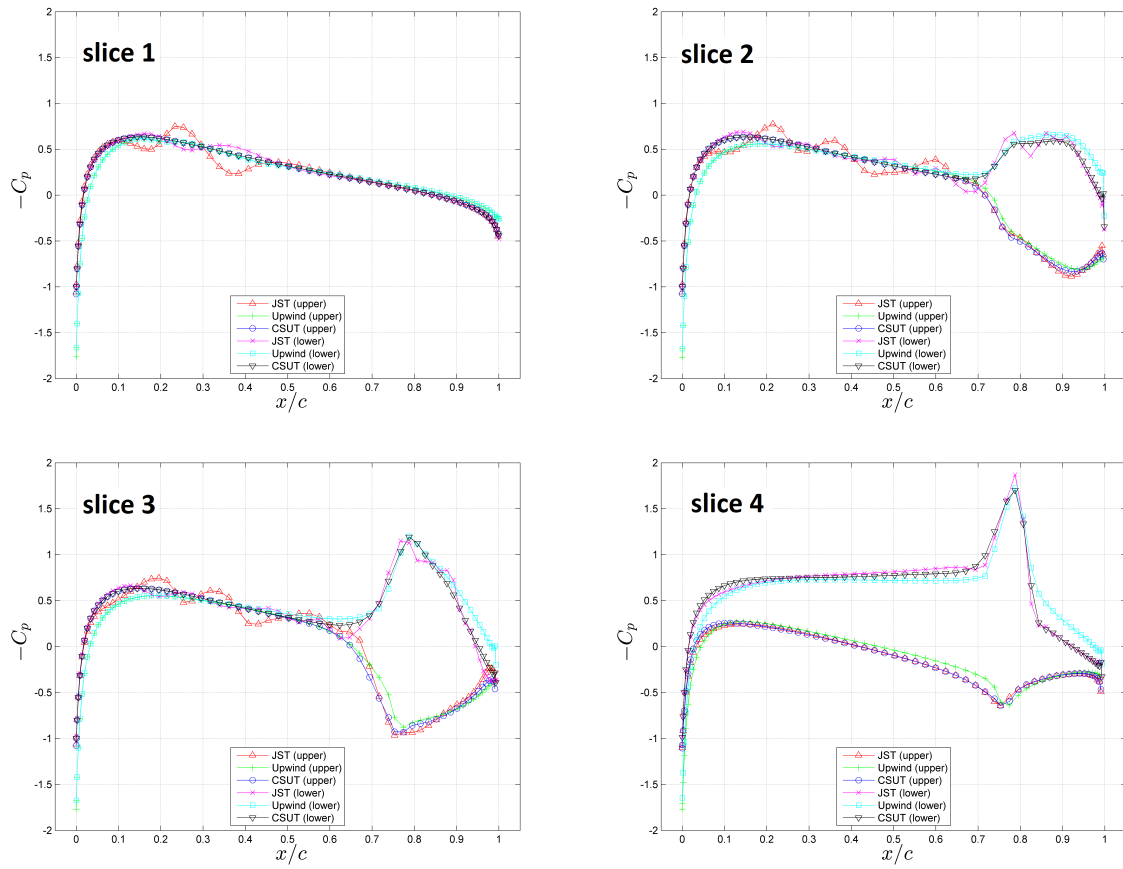 slice 1
−C_p
2
1.5
1
0.5
0
-0.5
-1
-1.5
-2
JST (upper)
Upwind (upper)
CSUT (upper)
JST (lower)
Upwind (lower)
CSUT (lower)
0 0.1 0.2 0.3 0.4 0.5 0.6 0.7 0.8 0.9 1
x/c
slice 2
−C_p
2
1.5
1
0.5
0
-0.5
-1
-1.5
-2
JST (upper)
Upwind (upper)
CSUT (upper)
JST (lower)
Upwind (lower)
CSUT (lower)
0 0.1 0.2 0.3 0.4 0.5 0.6 0.7 0.8 0.9 1
x/c
slice 3
−C_p
2
1.5
1
0.5
0
-0.5
-1
-1.5
-2
JST (upper)
Upwind (upper)
CSUT (upper)
JST (lower)
Upwind (lower)
CSUT (lower)
0 0.1 0.2 0.3 0.4 0.5 0.6 0.7 0.8 0.9 1
x/c
slice 4
−C_p
2
1.5
1
0.5
0
-0.5
-1
-1.5
-2
JST (upper)
Upwind (upper)
CSUT (upper)
JST (lower)
Upwind (lower)
CSUT (lower)
0 0.1 0.2 0.3 0.4 0.5 0.6 0.7 0.8 0.9 1
x/c